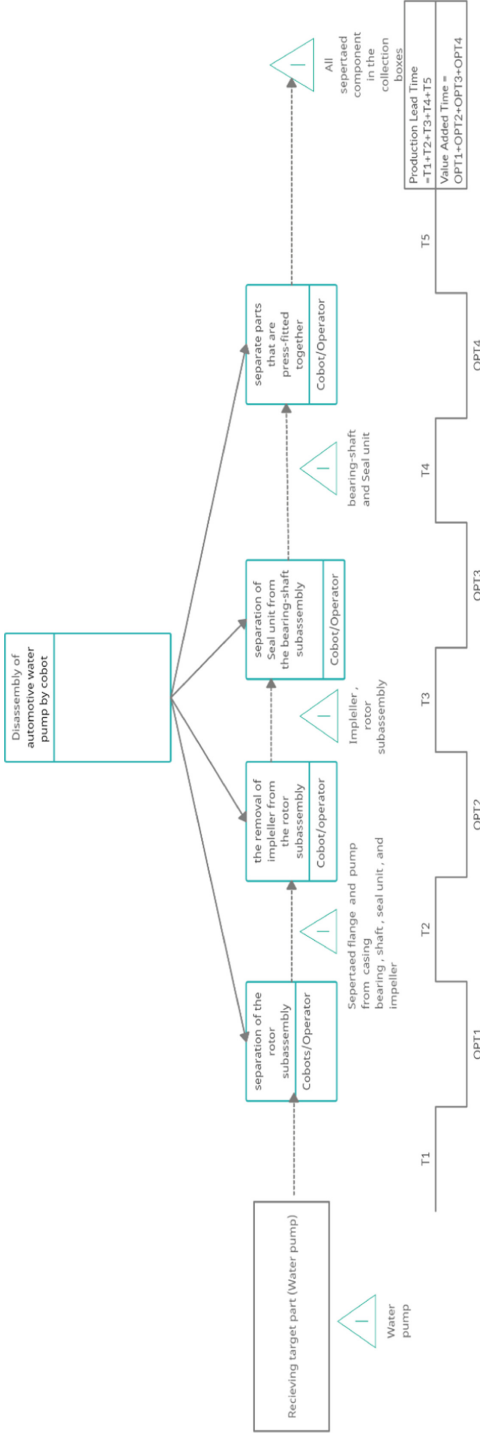 Disassembly of
automotive water
pump by cobot
Recieving target part (Water pump)
I
Water
pump
separation of the
rotor
subassembly
Cobots/Operator
I
Sepertaed flange and pump
from casing
bearing , shaft , seal unit , and
impeller
the removal of
impleller from
the rotor
subassembly
Cobot/operator
I
Impleller ,
rotor
subassembly
separation of
Seal unit from
the bearing-shaft
subassembly
Cobot/Operator
I
bearing-shaft
and Seal unit
separate parts
that are
press-fitted
together
Cobot/Operator
I
All
sepertaed
component
in the
collection
boxes
T1
OPT1
T2
OPT2
T3
OPT3
T4
OPT4
T5
Production Lead Time
=T1+T2+T3+T4+T5
Value Added Time =
OPT1+OPT2+OPT3+OPT4